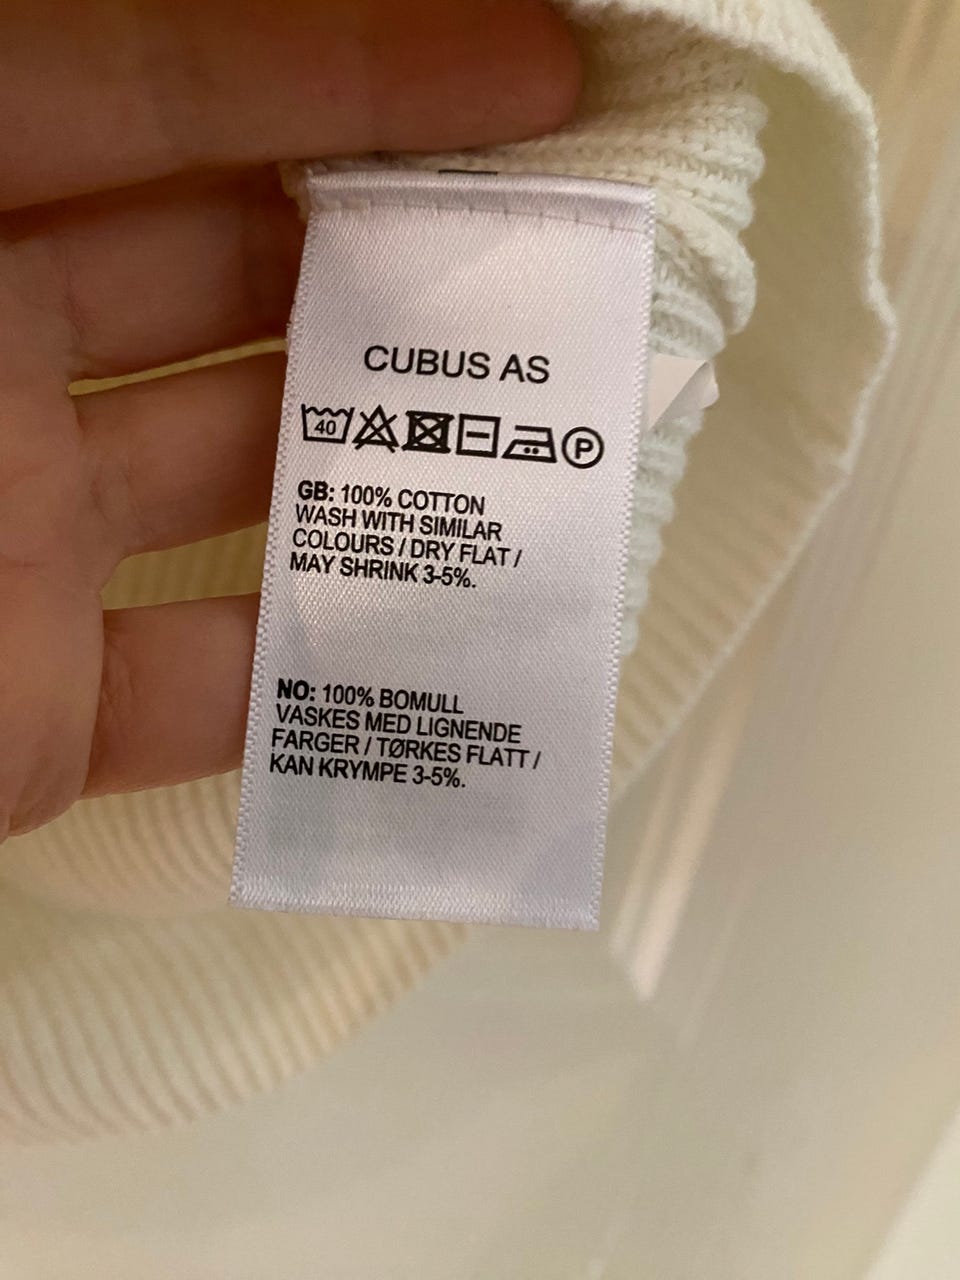 CUBUS AS
40 P
GB: 100% COTTON
WASH WITH SIMILAR
COLOURS / DRY FLAT /
MAY SHRINK 3-5%.
NO: 100% BOMULL
VASKES MED LIGNENDE
FARGER / TØRKES FLATT /
KAN KRYMPE 3-5%.